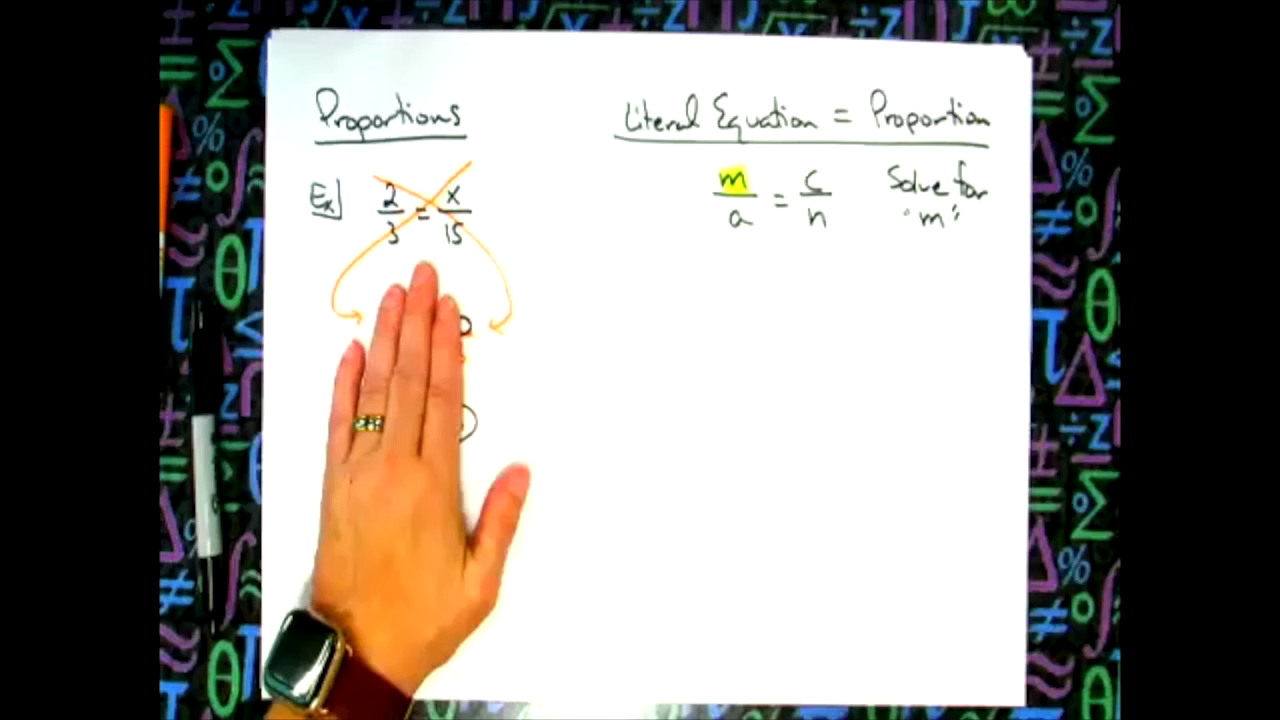 Proportions
Ex] 2/3 = x/15
Literal Equation = Proportion
m/a = c/n
Solve for
"m"